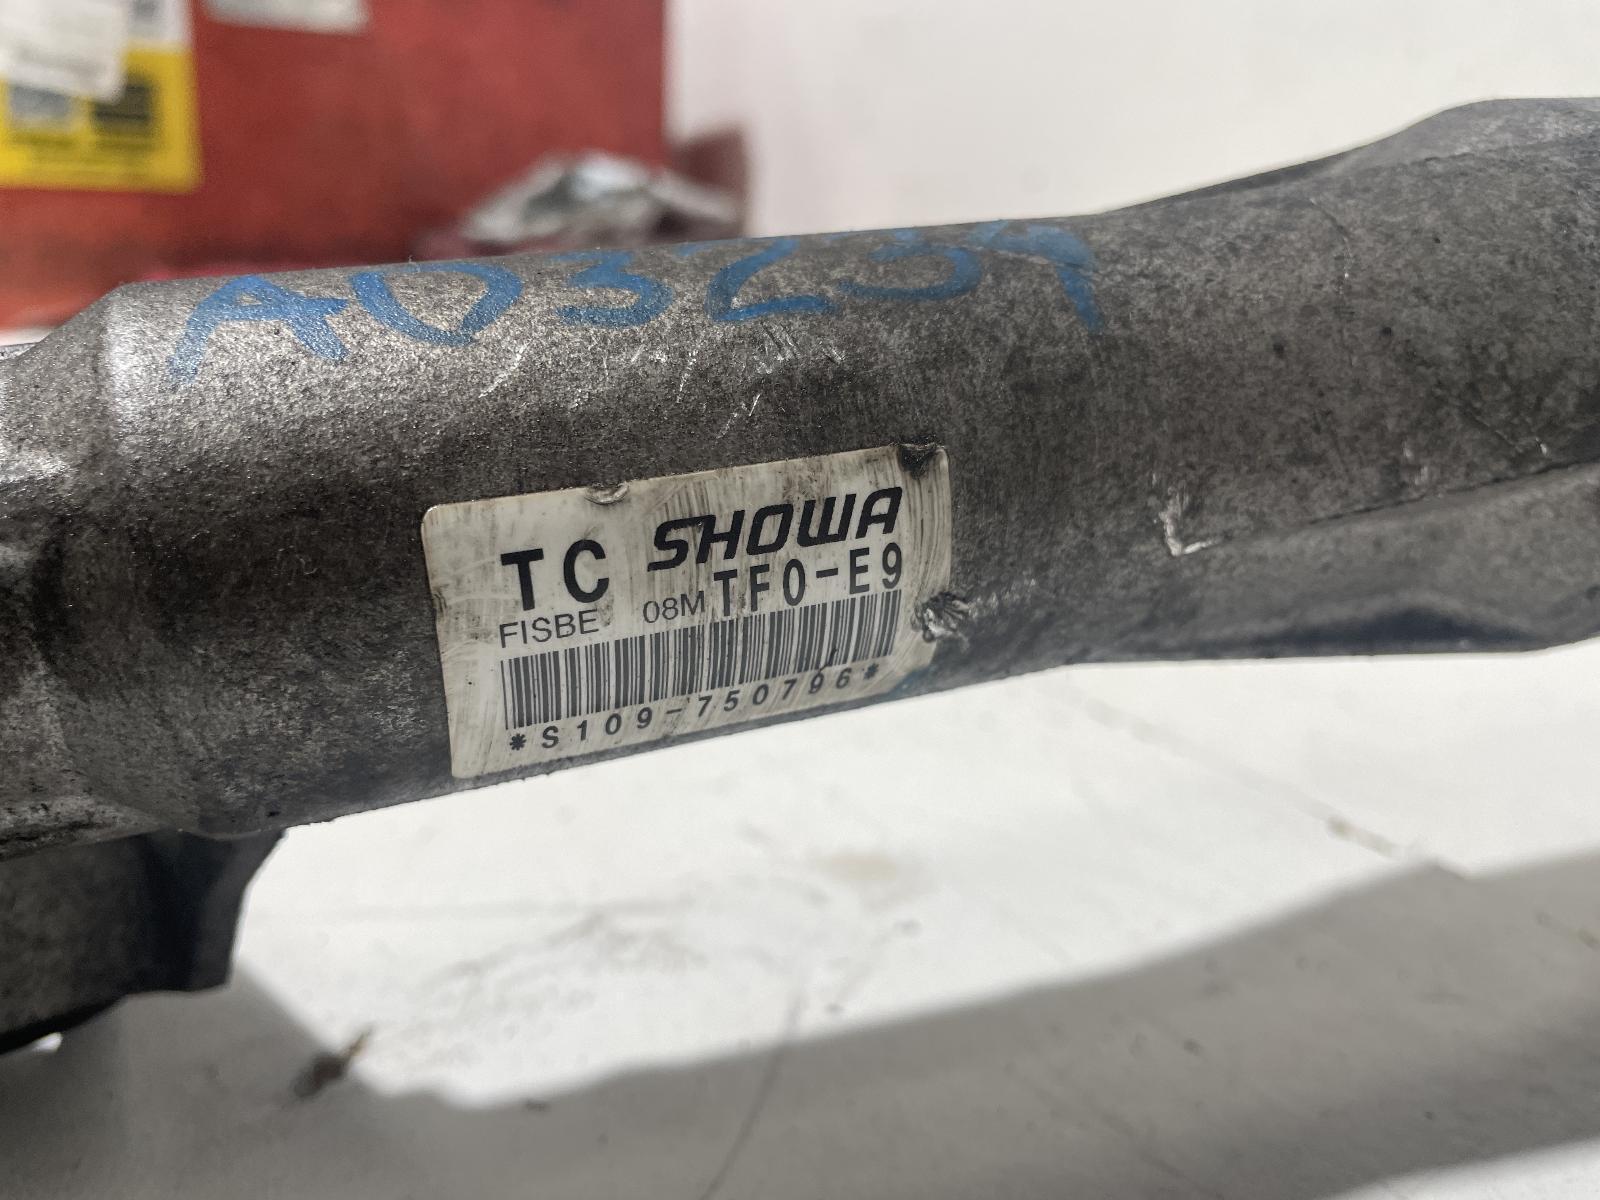 A03239
TC SHOWA
FISBE 08M TF0-E9
*S109-750796*